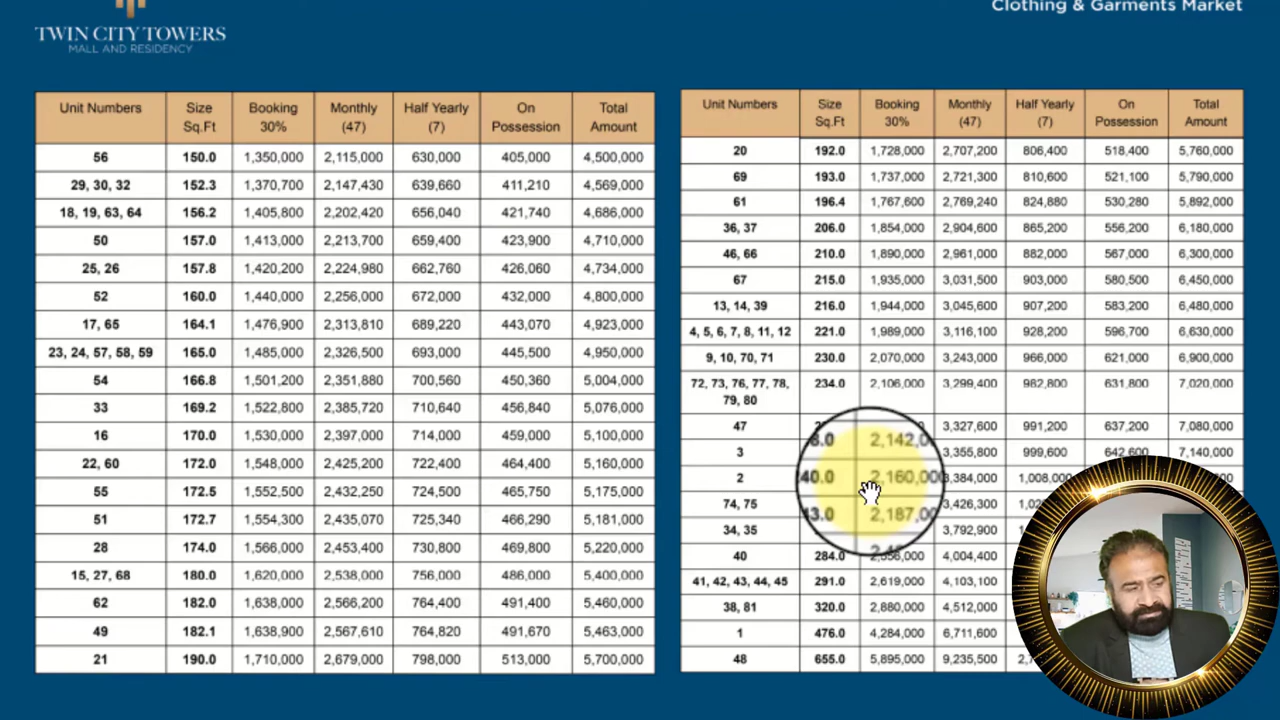 Clothing & Garments Market
TWIN CITY TOWERS
MALL AND RESIDENCY
Unit Numbers Size Sq.Ft Booking 30% Monthly (47) Half Yearly (7) On Possession Total Amount
56 150.0 1,350,000 2,115,000 630,000 405,000 4,500,000
29, 30, 32 152.3 1,370,700 2,147,430 639,660 411,210 4,569,000
18, 19, 63, 64 156.2 1,405,800 2,202,420 656,040 421,740 4,686,000
50 157.0 1,413,000 2,213,700 659,400 423,900 4,710,000
25, 26 157.8 1,420,200 2,224,980 662,760 426,060 4,734,000
52 160.0 1,440,000 2,256,000 672,000 432,000 4,800,000
17, 65 164.1 1,476,900 2,313,810 689,220 443,070 4,923,000
23, 24, 57, 58, 59 165.0 1,485,000 2,326,500 693,000 445,500 4,950,000
54 166.8 1,501,200 2,351,880 700,560 450,360 5,004,000
33 169.2 1,522,800 2,385,720 710,640 456,840 5,076,000
16 170.0 1,530,000 2,397,000 714,000 459,000 5,100,000
22, 60 172.0 1,548,000 2,425,200 722,400 464,400 5,160,000
55 172.5 1,552,500 2,432,250 724,500 465,750 5,175,000
51 172.7 1,554,300 2,435,070 725,340 466,290 5,181,000
28 174.0 1,566,000 2,453,400 730,800 469,800 5,220,000
15, 27, 68 180.0 1,620,000 2,538,000 756,000 486,000 5,400,000
62 182.0 1,638,000 2,566,200 764,400 491,400 5,460,000
49 182.1 1,638,900 2,567,610 764,820 491,670 5,463,000
21 190.0 1,710,000 2,679,000 798,000 513,000 5,700,000
Unit Numbers Size Sq.Ft Booking 30% Monthly (47) Half Yearly (7) On Possession Total Amount
20 192.0 1,728,000 2,707,200 806,400 518,400 5,760,000
69 193.0 1,737,000 2,721,300 810,600 521,100 5,790,000
61 196.4 1,767,600 2,769,240 824,880 530,280 5,892,000
36, 37 206.0 1,854,000 2,904,600 865,200 556,200 6,180,000
46, 66 210.0 1,890,000 2,961,000 882,000 567,000 6,300,000
67 215.0 1,935,000 3,031,500 903,000 580,500 6,450,000
13, 14, 39 216.0 1,944,000 3,045,600 907,200 583,200 6,480,000
4, 5, 6, 7, 8, 11, 12 221.0 1,989,000 3,116,100 928,200 596,700 6,630,000
9, 10, 70, 71 230.0 2,070,000 3,243,000 966,000 621,000 6,900,000
72, 73, 76, 77, 78, 79, 80 234.0 2,106,000 3,299,400 982,800 631,800 7,020,000
47 3,327,600 991,200 637,200 7,080,000
3 2,142,0 3,355,800 999,600 642,600 7,140,000
2 40.0 2,160,000 3,384,000 1,008,000
74, 75 2,187,00 3,426,300
34, 35 3,792,900
40 284.0 4,004,400
41, 42, 43, 44, 45 291.0 2,619,000 4,103,100
38, 81 320.0 2,880,000 4,512,000
1 476.0 4,284,000 6,711,600
48 655.0 5,895,000 9,235,500